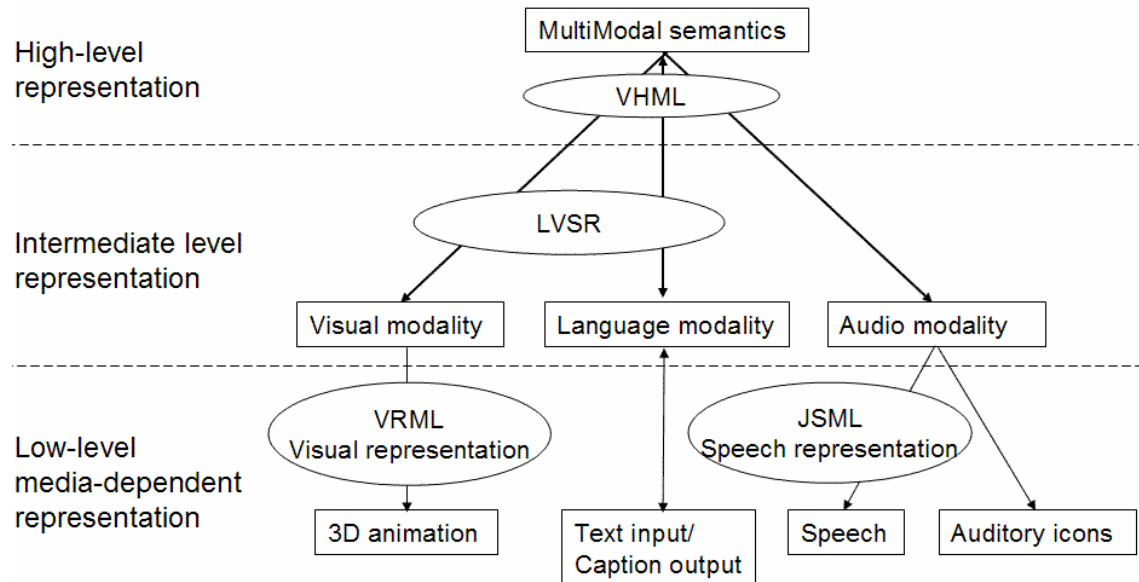 MultiModal semantics
High-level
representation
VHML
LVSR
Intermediate level
representation
Visual modality
Language modality
Audio modality
VRML
Visual representation
JSML
Speech representation
Low-level
media-dependent
representation
3D animation
Text input/
Caption output
Speech
Auditory icons